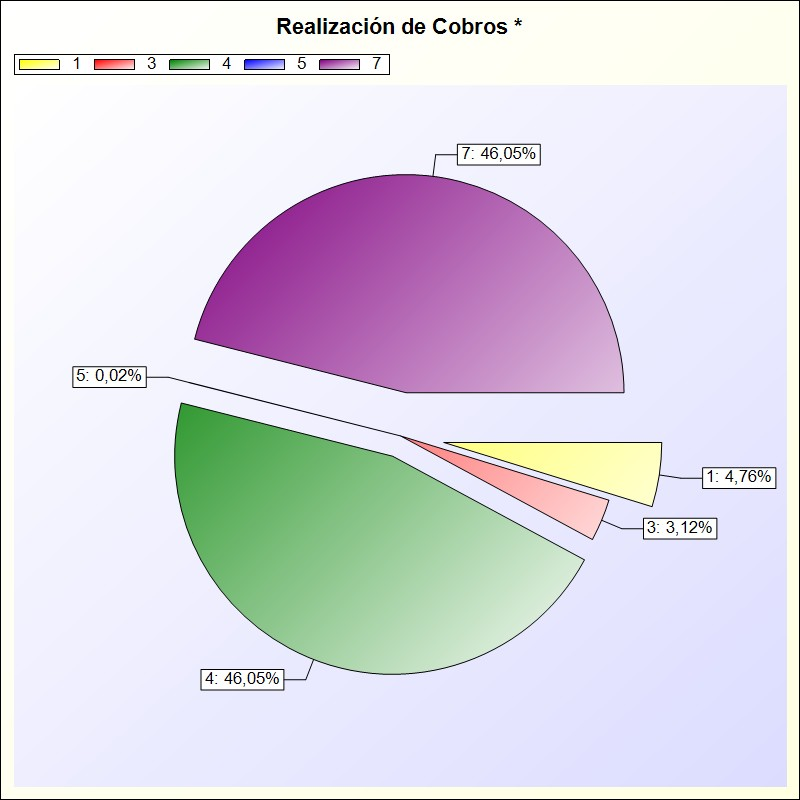 Realización de Cobros *
1 3 4 5 7
7: 46,05%
5: 0,02%
1: 4,76%
3: 3,12%
4: 46,05%